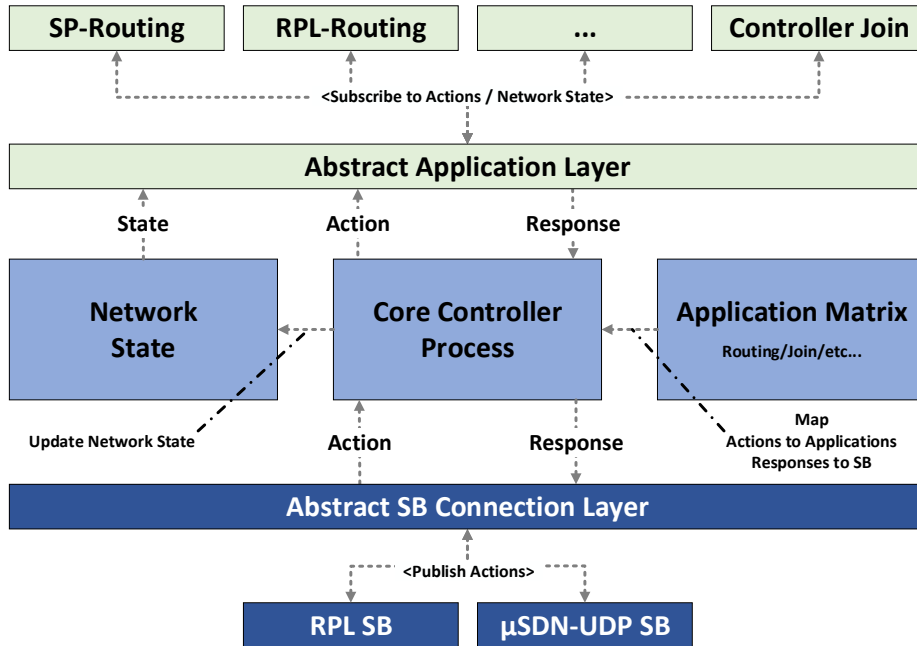 SP-Routing
RPL-Routing
...
Controller Join
<Subscribe to Actions / Network State>
Abstract Application Layer
State
Action
Response
Network
State
Core Controller
Process
Application Matrix
Routing/Join/etc...
Update Network State
Action
Response
Map
Actions to Applications
Responses to SB
Abstract SB Connection Layer
<Publish Actions>
RPL SB
µSDN-UDP SB